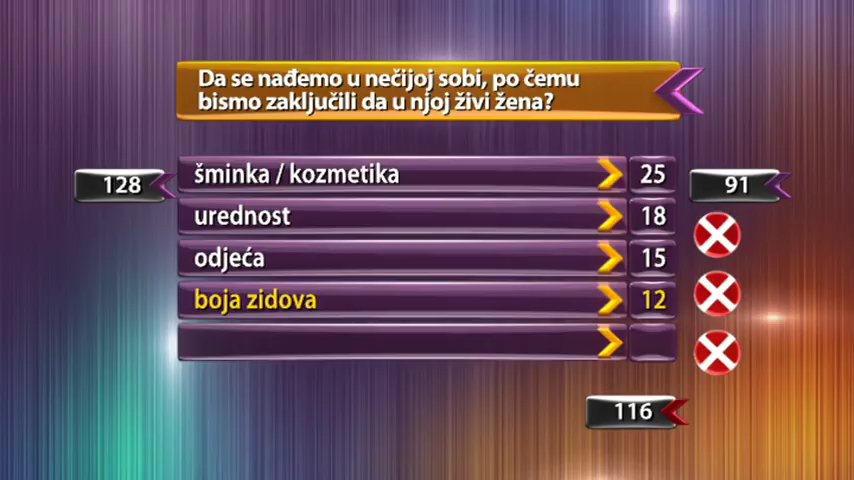 Da se nađemo u nečijoj sobi, po čemu
bismo zaključili da u njoj živi žena?
128
šminka / kozmetika 25
91
urednost 18
odjeća 15
boja zidova 12
116